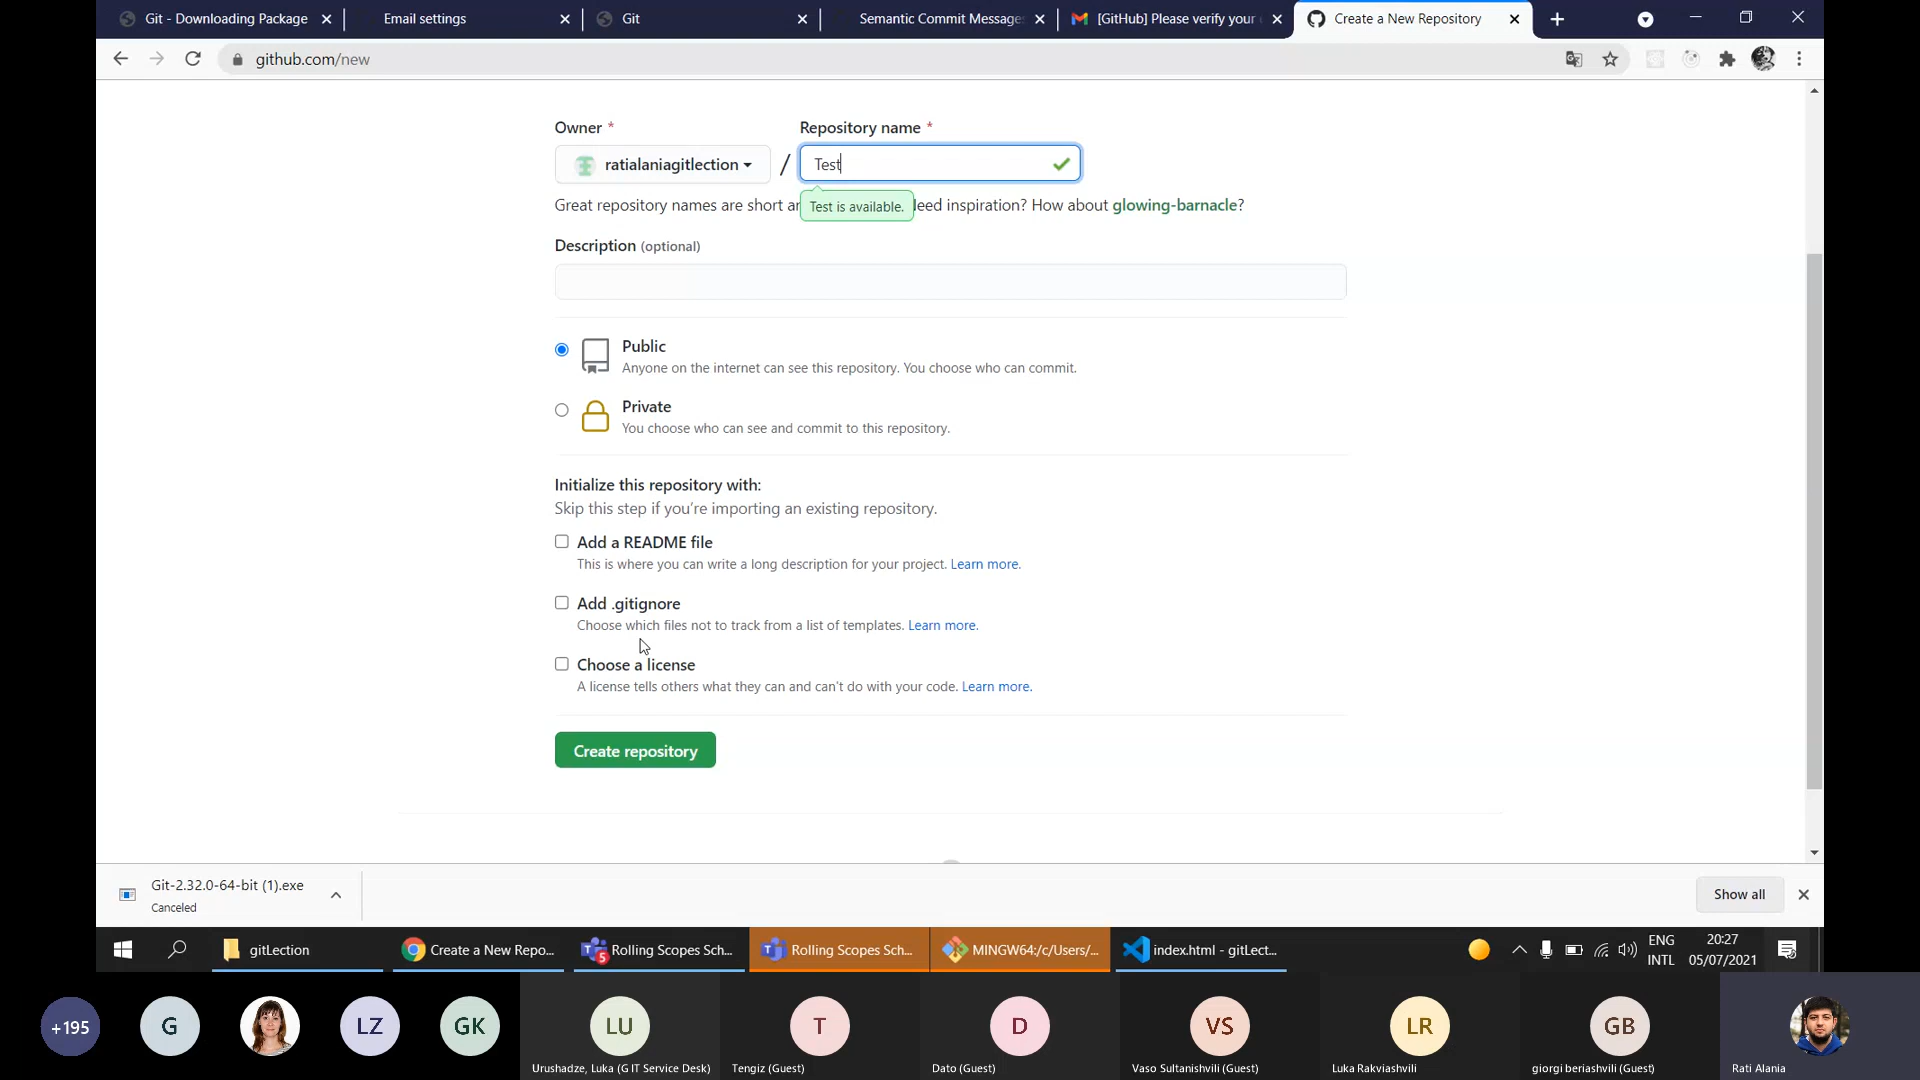 Git - Downloading Package
Email settings
Git
Semantic Commit Message
[GitHub] Please verify your
Create a New Repository
github.com/new
Owner *
Repository name *
ratialaniagitlection
/
Test
Great repository names are short an
Test is available.
eed inspiration? How about glowing-barnacle?
Description (optional)
Public
Anyone on the internet can see this repository. You choose who can commit.
Private
You choose who can see and commit to this repository.
Initialize this repository with:
Skip this step if you're importing an existing repository.
Add a README file
This is where you can write a long description for your project. Learn more.
Add .gitignore
Choose which files not to track from a list of templates. Learn more.
Choose a license
A license tells others what they can and can't do with your code. Learn more.
Create repository
Git-2.32.0-64-bit (1).exe
Canceled
Show all
gitLection
Create a New Repo...
5
Rolling Scopes Sch...
Rolling Scopes Sch...
MINGW64:/c/Users/...
index.html - gitLect...
ENG
INTL
20:27
05/07/2021
+195
G
LZ
GK
LU
T
D
VS
LR
GB
Urushadze, Luka (G IT Service Desk)
Tengiz (Guest)
Dato (Guest)
Vaso Sultanishvili (Guest)
Luka Rakviashvili
giorgi beriashvili (Guest)
Rati Alania